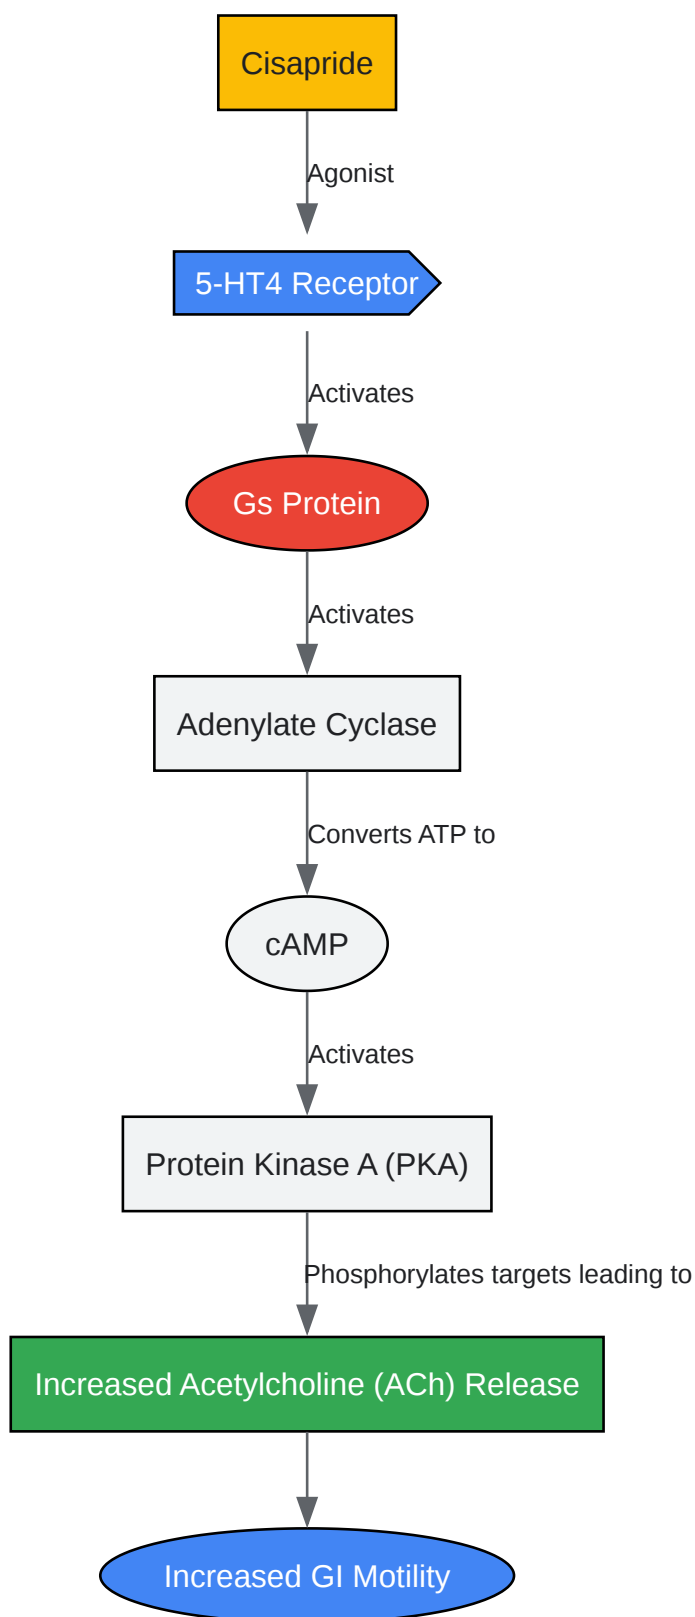 Cisapride
Agonist
5-HT4 Receptor
Activates
Gs Protein
Activates
Adenylate Cyclase
Converts ATP to
cAMP
Activates
Protein Kinase A (PKA)
Phosphorylates targets leading to
Increased Acetylcholine (ACh) Release
Increased GI Motility